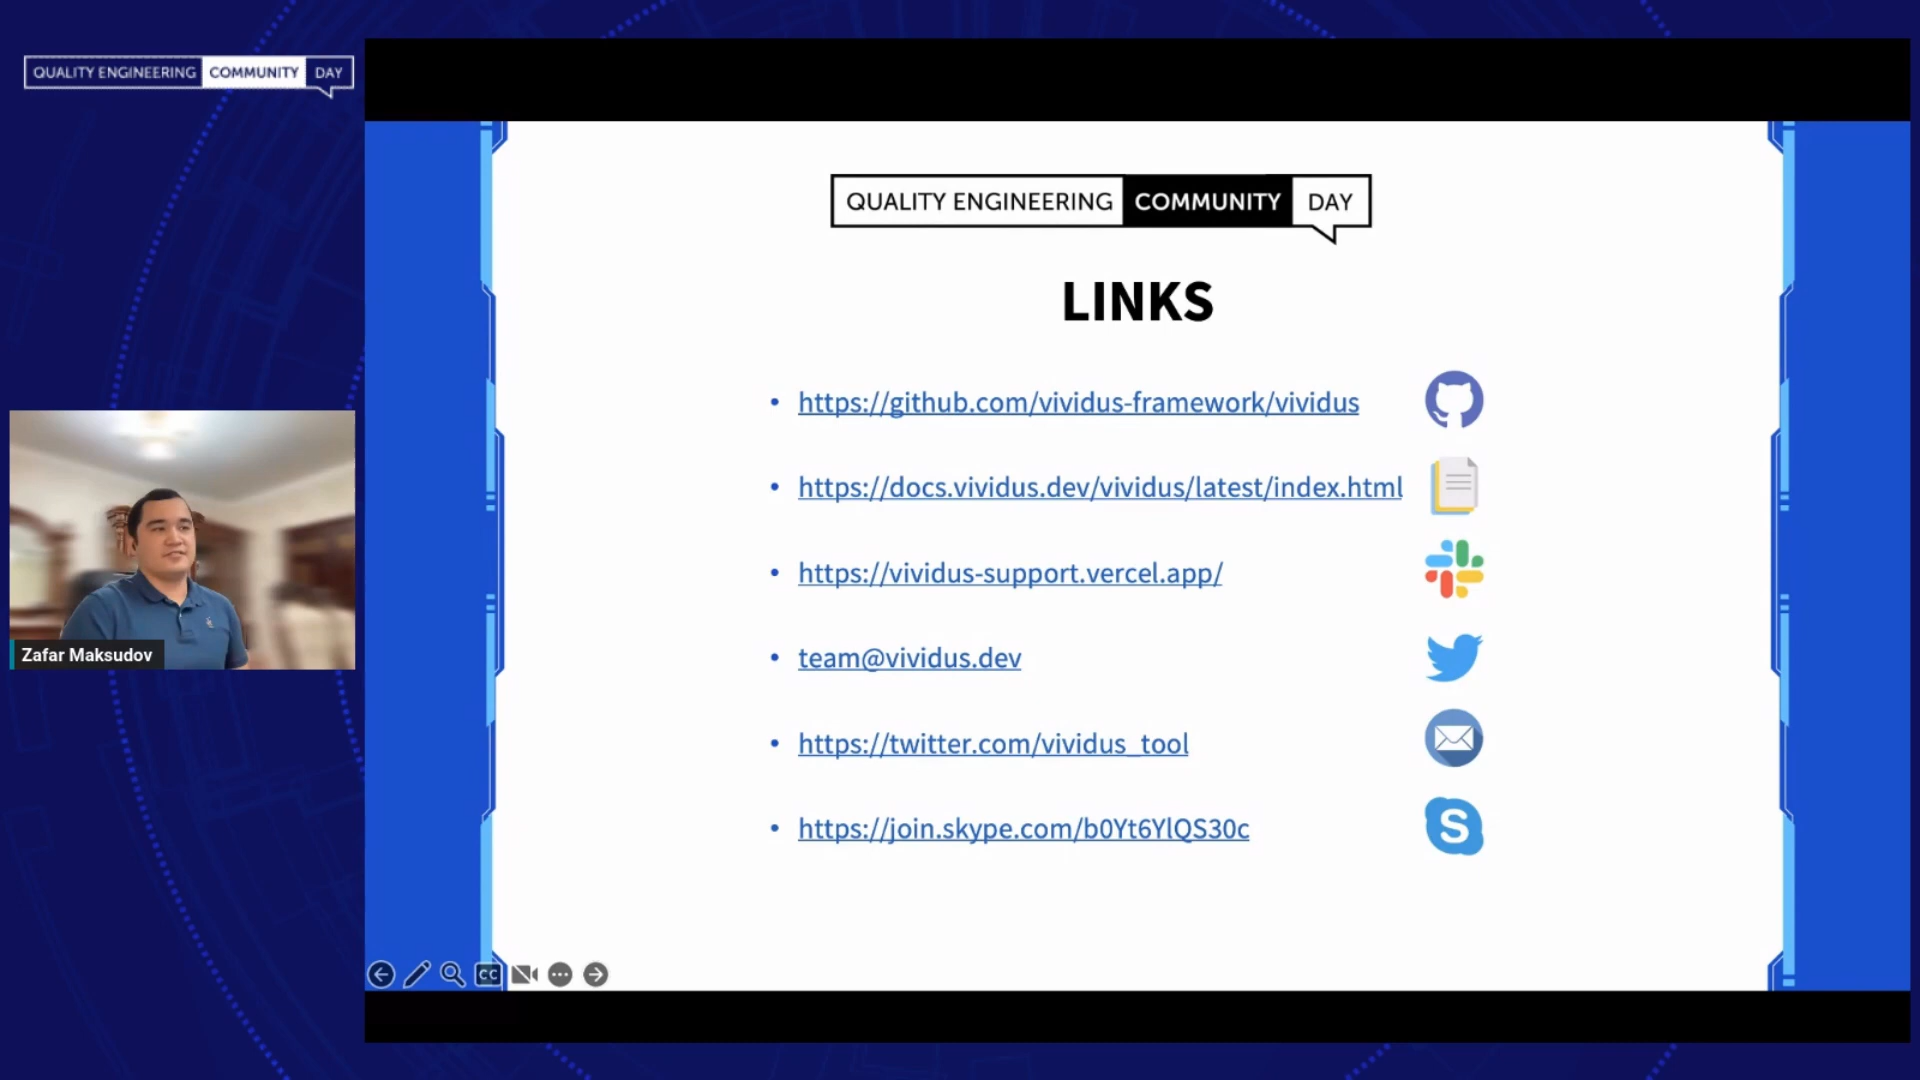 QUALITY ENGINEERING COMMUNITY DAY
QUALITY ENGINEERING COMMUNITY DAY
LINKS
• https://github.com/vividus-framework/vividus
• https://docs.vividus.dev/vividus/latest/index.html
• https://vividus-support.vercel.app/
• team@vividus.dev
• https://twitter.com/vividus_tool
• https://join.skype.com/b0Yt6YlQS30c
S
Zafar Maksudov
CC